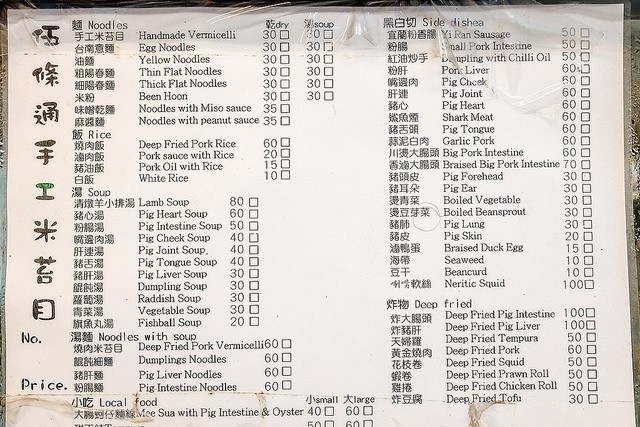 伍條通手工米苔目
No.
Price.
麵 Noodles 乾dry 湯soup
手工米苔目 Handmade Vermicelli 30 □ 30 □
台南意麵 Egg Noodles 30 □ 30 □
油麵 Yellow Noodles 30 □ 30 □
粗陽春麵 Thin Flat Noodles 30 □ 30 □
細陽春麵 Thick Flat Noodles 30 □ 30 □
米粉 Been Hoon 30 □ 30 □
味噌乾麵 Noodles with Miso sauce 35 □
麻醬麵 Noodles with peanut sauce 35 □
飯 Rice
燒肉飯 Deep Fried Pork Rice 60 □
滷肉飯 Pork sauce with Rice 20 □
豬油飯 Pork Oil with Rice 15 □
白飯 White Rice 10 □
湯 Soup
清燉羊小排湯 Lamb Soup 80 □
豬心湯 Pig Heart Soup 60 □
粉腸湯 Pig Intestine Soup 50 □
嘴邊肉湯 Pig Cheek Soup 40 □
肝連湯 Pig Joint Soup 40 □
豬舌湯 Pig Tongue Soup 40 □
豬肝湯 Pig Liver Soup 30 □
餛飩湯 Dumpling Soup 30 □
蘿蔔湯 Raddish Soup 30 □
青菜湯 Vegetable Soup 30 □
旗魚丸湯 Fishball Soup 20 □
湯麵 Noodles with soup
燒肉米苔目 Deep Fried Pork Vermicelli 60 □
餛飩細麵 Dumplings Noodles 60 □
豬肝麵 Pig Liver Noodles 60 □
粉腸麵 Pig Intestine Noodles 60 □
小吃 Local food 小small 大large
大腸蚵仔麵線 Mee Sua with Pig Intestine & Oyster 40 □ 60 □
50 □ 60 □
黑白切 Side dishea
宜蘭粉香腸 Yi Ran Sausage 50 □
粉腸 Small Pork Intestine 50 □
紅油炒手 Dumpling with Chilli Oil 50 □
粉肝 Pork Liver 60 □
嘴邊肉 Pig Cheek 60 □
肝連 Pig Joint 60 □
豬心 Pig Heart 60 □
鯊魚煙 Shark Meat 60 □
豬舌頭 Pig Tongue 60 □
蒜泥白肉 Garlic Pork 60 □
川燙大腸頭 Big Pork Intestine 60 □
香滷大腸頭 Braised Big Pork Intestine 70 □
豬頭皮 Pig Forehead 30 □
豬耳朵 Pig Ear 30 □
燙青菜 Boiled Vegetable 30 □
燙豆芽菜 Boiled Beansprout 30 □
豬肺 Pig Lung 30 □
豬皮 Pig Skin 20 □
滷鴨蛋 Braised Duck Egg 15 □
海帶 Seaweed 10 □
豆干 Beancurd 10 □
軟絲 Neritic Squid 100 □
炸物 Deep fried
炸大腸頭 Deep Fried Pig Intestine 100 □
炸豬肝 Deep Fried Pig Liver 100 □
天婦羅 Deep Fried Tempura 50 □
黃金燒肉 Deep Fried Pork 60 □
花枝卷 Deep Fried Squid 50 □
蝦卷 Deep Fried Prawn Roll 50 □
雞捲 Deep Fried Chicken Roll 50 □
炸豆腐 Deep Fried Tofu 30 □